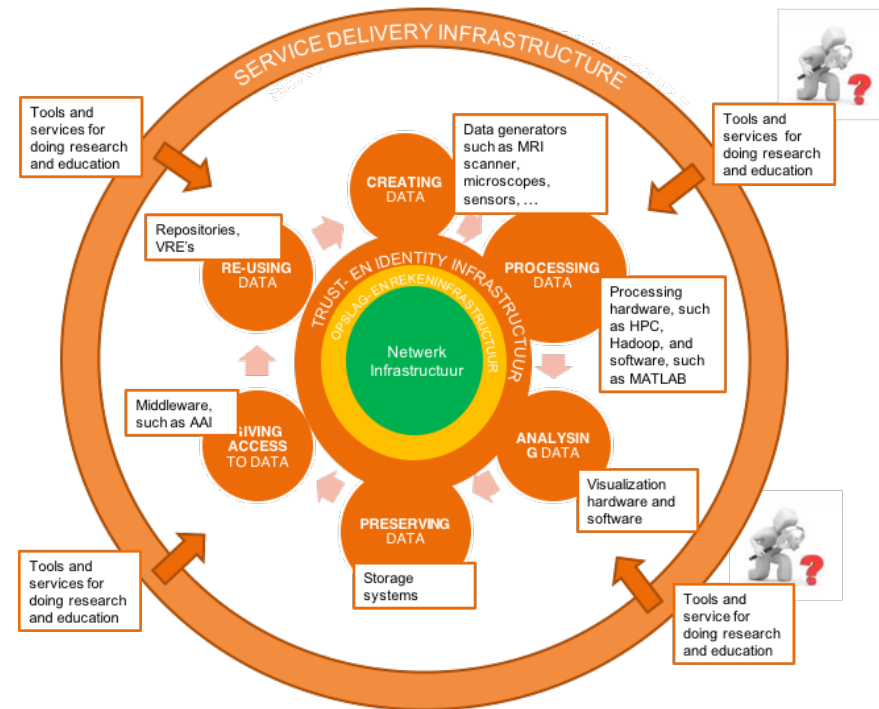 SERVICE DELIVERY INFRASTRUCTURE
Tools and
services for
doing research
and education
Tools and
services for
doing research
and education
Data generators
such as MRI
scanner,
microscopes,
sensors, …
CREATING
DATA
Repositories,
VRE's
RE-USING
DATA
PROCESSING
DATA
TRUST- EN IDENTITY INFRASTRUCTUUR
OPSLAG- EN REKENINFRASTRUCTUUR
Netwerk
Infrastructuur
Processing
hardware, such
as HPC,
Hadoop, and
software, such
as MATLAB
Middleware,
such as AAI
GIVING
ACCESS
TO DATA
ANALYSIN
G DATA
Visualization
hardware and
software
PRESERVING
DATA
Storage
systems
Tools and
services for
doing research
and education
Tools and
service for
doing research
and education